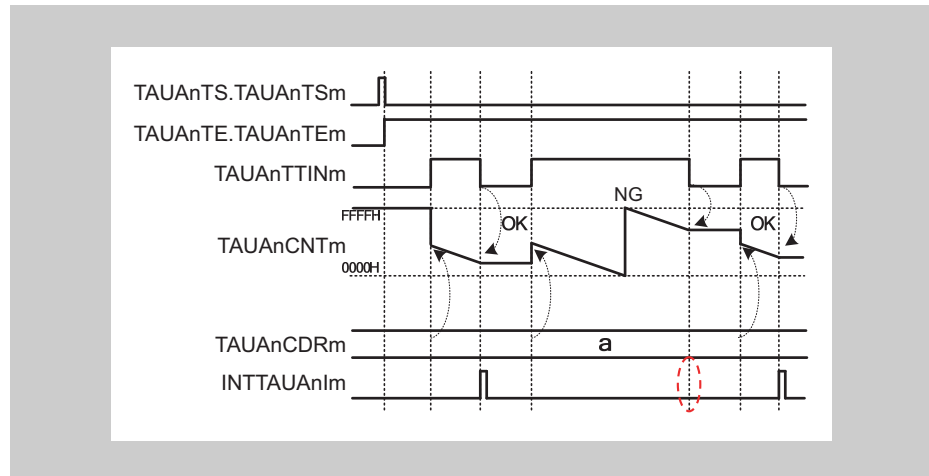 TAUAnTS.TAUAnTSm
TAUAnTE.TAUAnTEm
TAUAnTTINm
NG
FFFFH
OK
OK
TAUAnCNTm
0000H
TAUAnCDRm
a
INTTAUAnIm